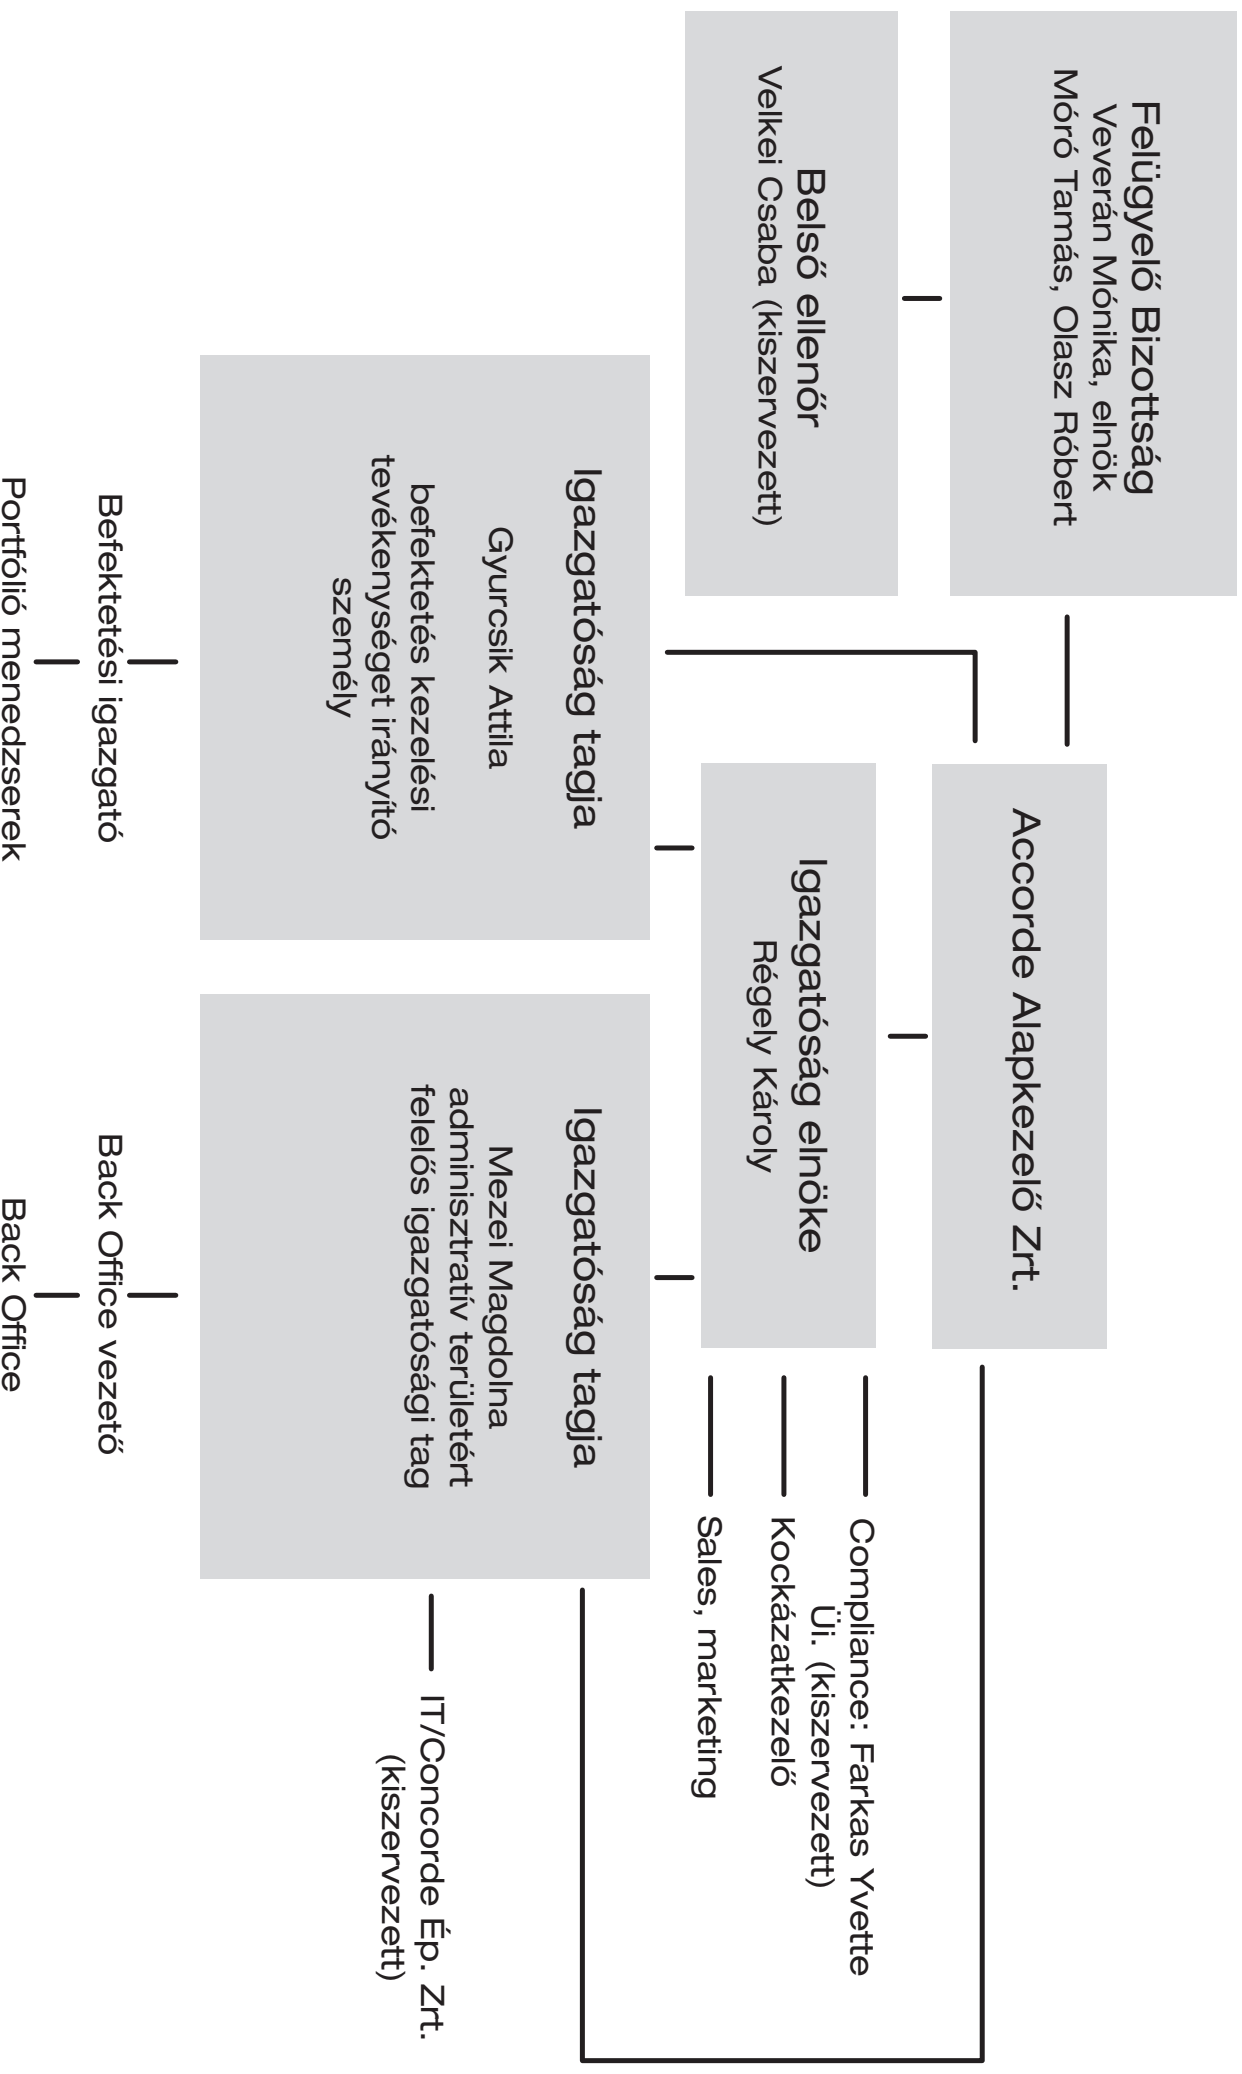 Felügyelő Bizottság
Veverán Mónika, elnök
Móró Tamás, Olasz Róbert
Belső ellenőr
Velkei Csaba (kiszervezett)
Accorde Alapkezelő Zrt.
Igazgatóság elnöke
Régely Károly
Compliance: Farkas Yvette
Üi. (kiszervezett)
Kockázatkezelő
Sales, marketing
Igazgatóság tagja
Gyurcsik Attila
befektetés kezelési
tevékenységet irányító
személy
Befektetési igazgató
Portfólió menedzserek
Igazgatóság tagja
Mezei Magdolna
adminisztratív területért
felelős igazgatósági tag
IT/Concorde Ép. Zrt.
(kiszervezett)
Back Office vezető
Back Office